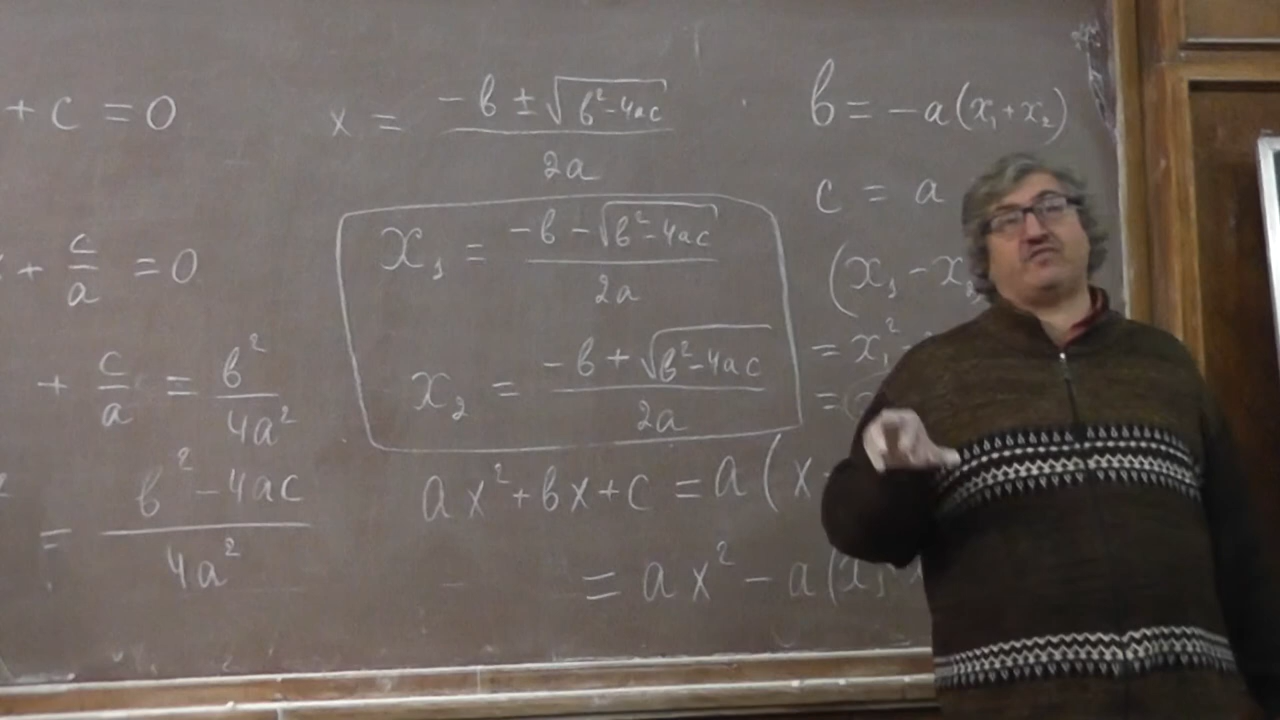 + c = 0
+ c/a = 0
+ c/a = b²/4a²
= b² - 4ac / 4a²
x = -b ± √b² - 4ac / 2a
x₁ = -b - √b² - 4ac / 2a
x₂ = -b + √b² - 4ac / 2a
ax² + bx + c = a(x -
= ax² - a(x₁
b = -a(x₁ + x₂)
c = a
(x₁ - x₂
= x₁²
=